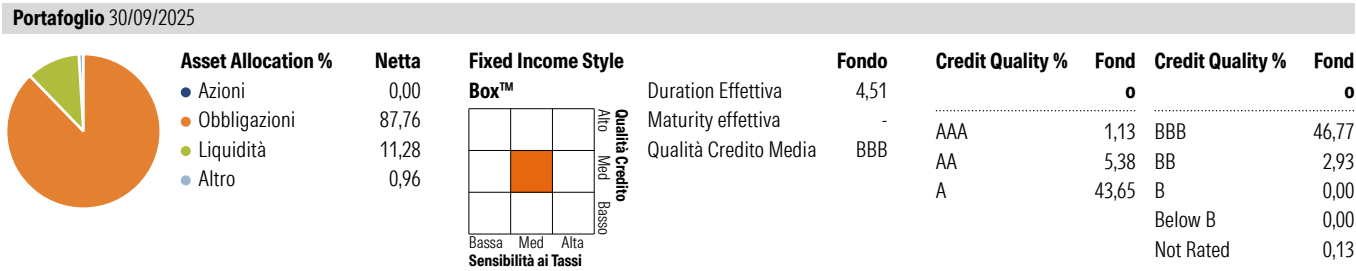 Portafoglio 30/09/2025
Asset Allocation % Netta
Azioni 0,00
Obbligazioni 87,76
Liquidità 11,28
Altro 0,96
Fixed Income Style
Box™
Alto
Med
Basso
Qualità Credito
Bassa Med Alta
Sensibilità ai Tassi
Fondo
Duration Effettiva 4,51
Maturity effettiva -
Qualità Credito Media BBB
Credit Quality % Fond
o
AAA 1,13
AA 5,38
A 43,65
Credit Quality % Fond
o
BBB 46,77
BB 2,93
B 0,00
Below B 0,00
Not Rated 0,13